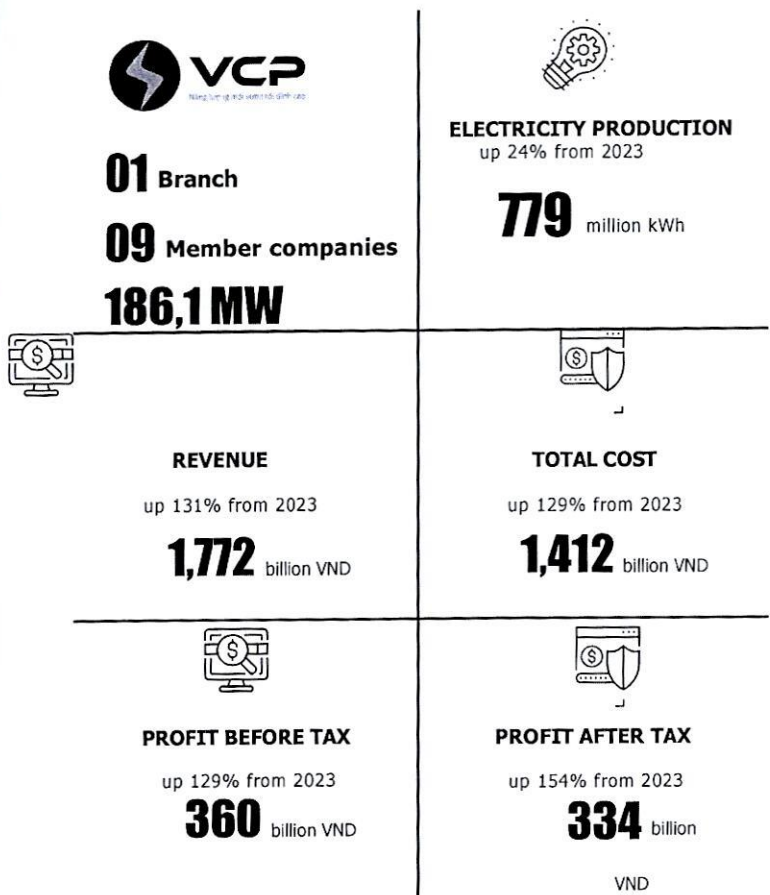 VCP
01 Branch
09 Member companies
186,1 MW
ELECTRICITY PRODUCTION
up 24% from 2023
779 million kWh
REVENUE
up 131% from 2023
1,772 billion VND
TOTAL COST
up 129% from 2023
1,412 billion VND
PROFIT BEFORE TAX
up 129% from 2023
360 billion VND
PROFIT AFTER TAX
up 154% from 2023
334 billion
VND